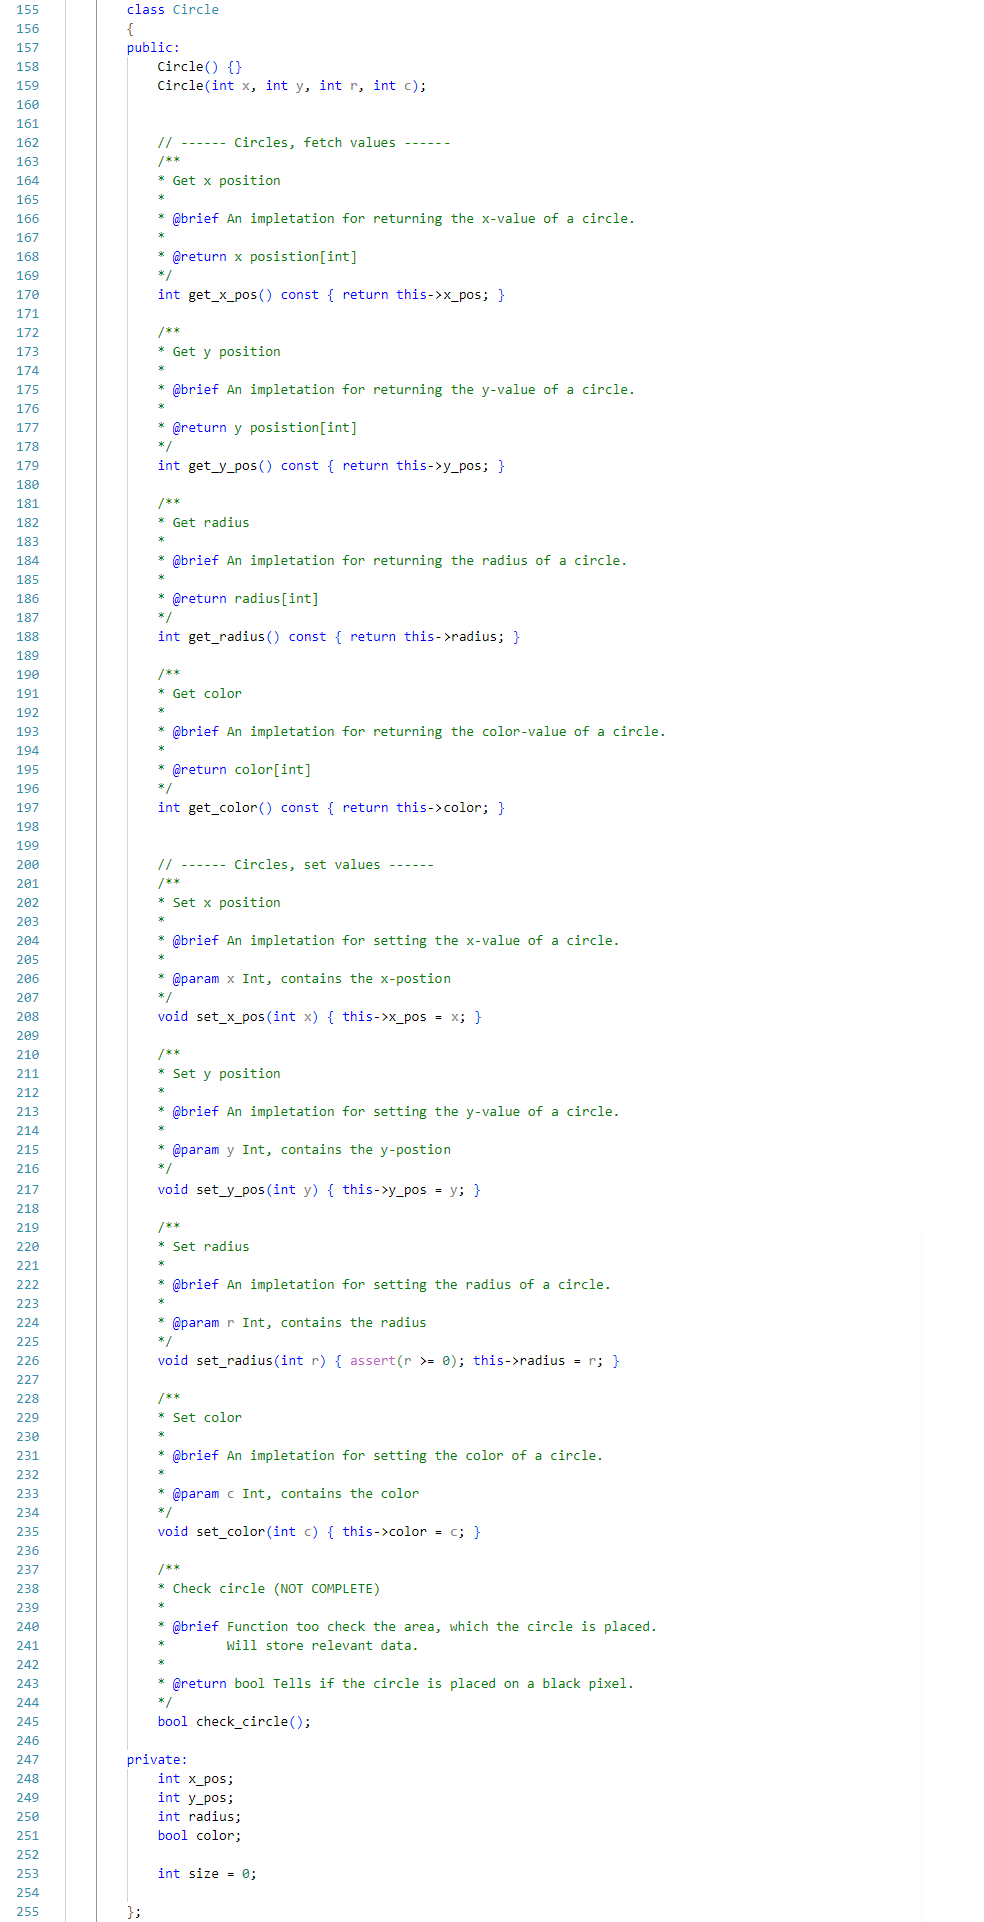 155 class Circle
156 {
157 public:
158 Circle() {}
159 Circle(int x, int y, int r, int c);
160
161
162 // ------ Circles, fetch values ------
163 /**
164 * Get x position
165 *
166 * @brief An impletation for returning the x-value of a circle.
167 *
168 * @return x posistion[int]
169 */
170 int get_x_pos() const { return this->x_pos; }
171
172 /**
173 * Get y position
174 *
175 * @brief An impletation for returning the y-value of a circle.
176 *
177 * @return y posistion[int]
178 */
179 int get_y_pos() const { return this->y_pos; }
180
181 /**
182 * Get radius
183 *
184 * @brief An impletation for returning the radius of a circle.
185 *
186 * @return radius[int]
187 */
188 int get_radius() const { return this->radius; }
189
190 /**
191 * Get color
192 *
193 * @brief An impletation for returning the color-value of a circle.
194 *
195 * @return color[int]
196 */
197 int get_color() const { return this->color; }
198
199
200 // ------ Circles, set values ------
201 /**
202 * Set x position
203 *
204 * @brief An impletation for setting the x-value of a circle.
205 *
206 * @param x Int, contains the x-postion
207 */
208 void set_x_pos(int x) { this->x_pos = x; }
209
210 /**
211 * Set y position
212 *
213 * @brief An impletation for setting the y-value of a circle.
214 *
215 * @param y Int, contains the y-postion
216 */
217 void set_y_pos(int y) { this->y_pos = y; }
218
219 /**
220 * Set radius
221 *
222 * @brief An impletation for setting the radius of a circle.
223 *
224 * @param r Int, contains the radius
225 */
226 void set_radius(int r) { assert(r >= 0); this->radius = r; }
227
228 /**
229 * Set color
230 *
231 * @brief An impletation for setting the color of a circle.
232 *
233 * @param c Int, contains the color
234 */
235 void set_color(int c) { this->color = c; }
236
237 /**
238 * Check circle (NOT COMPLETE)
239 *
240 * @brief Function too check the area, which the circle is placed.
241 * Will store relevant data.
242 *
243 * @return bool Tells if the circle is placed on a black pixel.
244 */
245 bool check_circle();
246
247 private:
248 int x_pos;
249 int y_pos;
250 int radius;
251 bool color;
252
253 int size = 0;
254
255 };